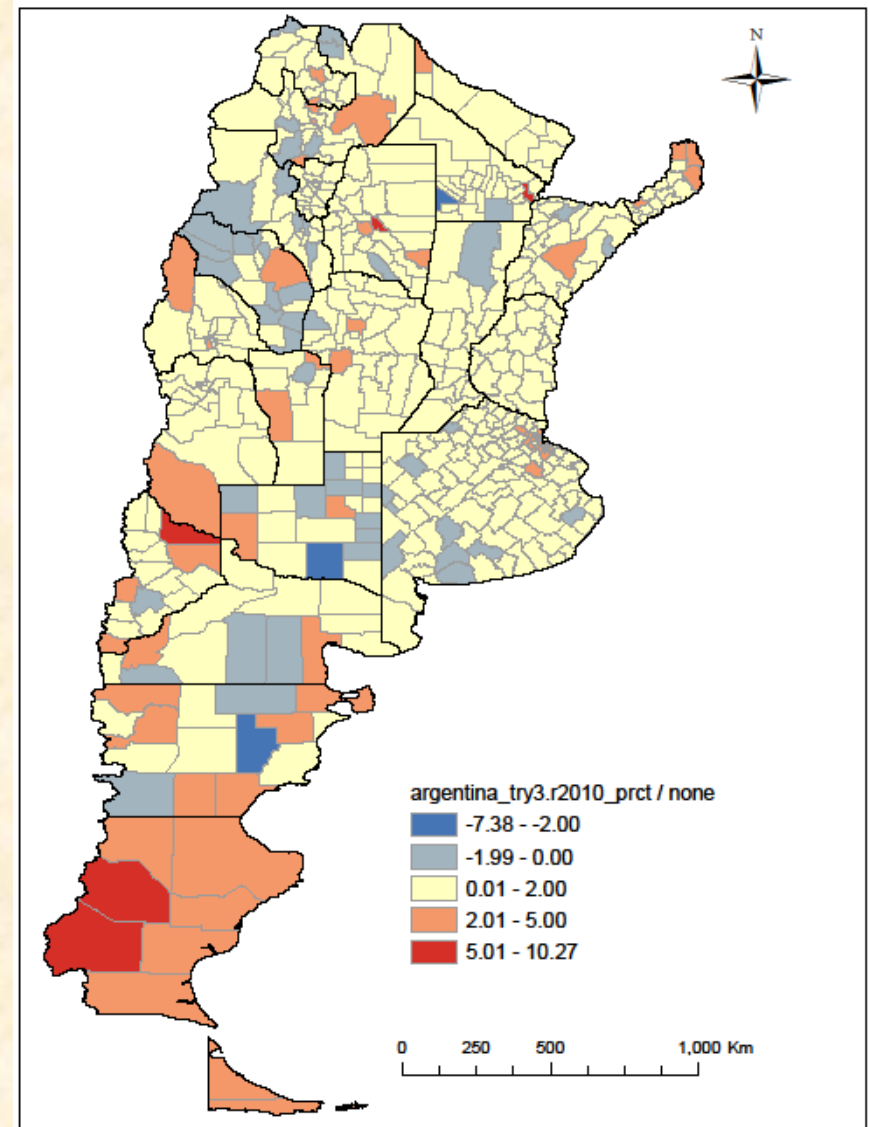 N
argentina_try3.r2010_prct / none
-7.38 - -2.00
-1.99 - 0.00
0.01 - 2.00
2.01 - 5.00
5.01 - 10.27
0 250 500 1,000 Km